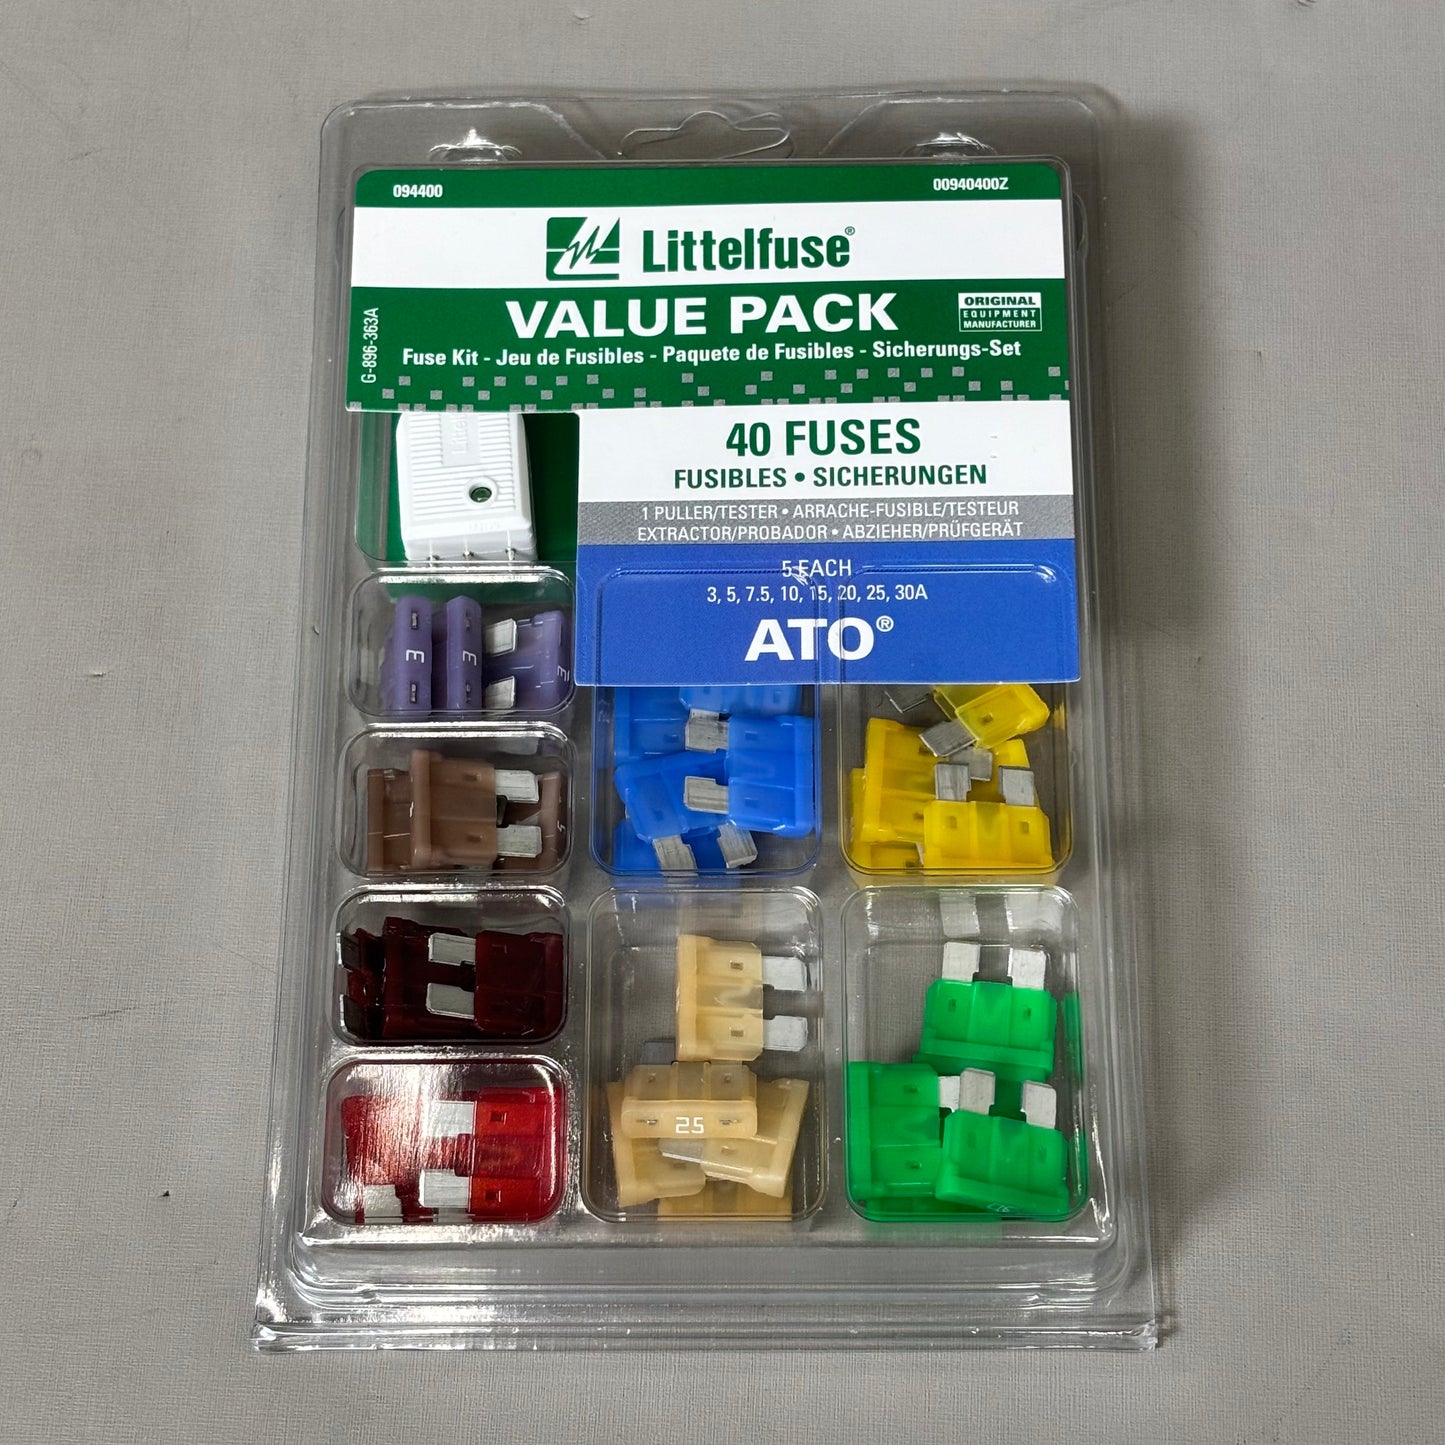 094400
00940400Z
Littelfuse®
VALUE PACK
ORIGINAL
EQUIPMENT
MANUFACTURER
G-896-363A
Fuse Kit - Jeu de Fusibles - Paquete de Fusibles - Sicherungs-Set
40 FUSES
FUSIBLES • SICHERUNGEN
1 PULLER/TESTER • ARRACHE-FUSIBLE/TESTEUR
EXTRACTOR/PROBADOR • ABZIEHER/PRÜFGERÄT
5 EACH
3, 5, 7.5, 10, 15, 20, 25, 30A
ATO®
3
3
3
5
25